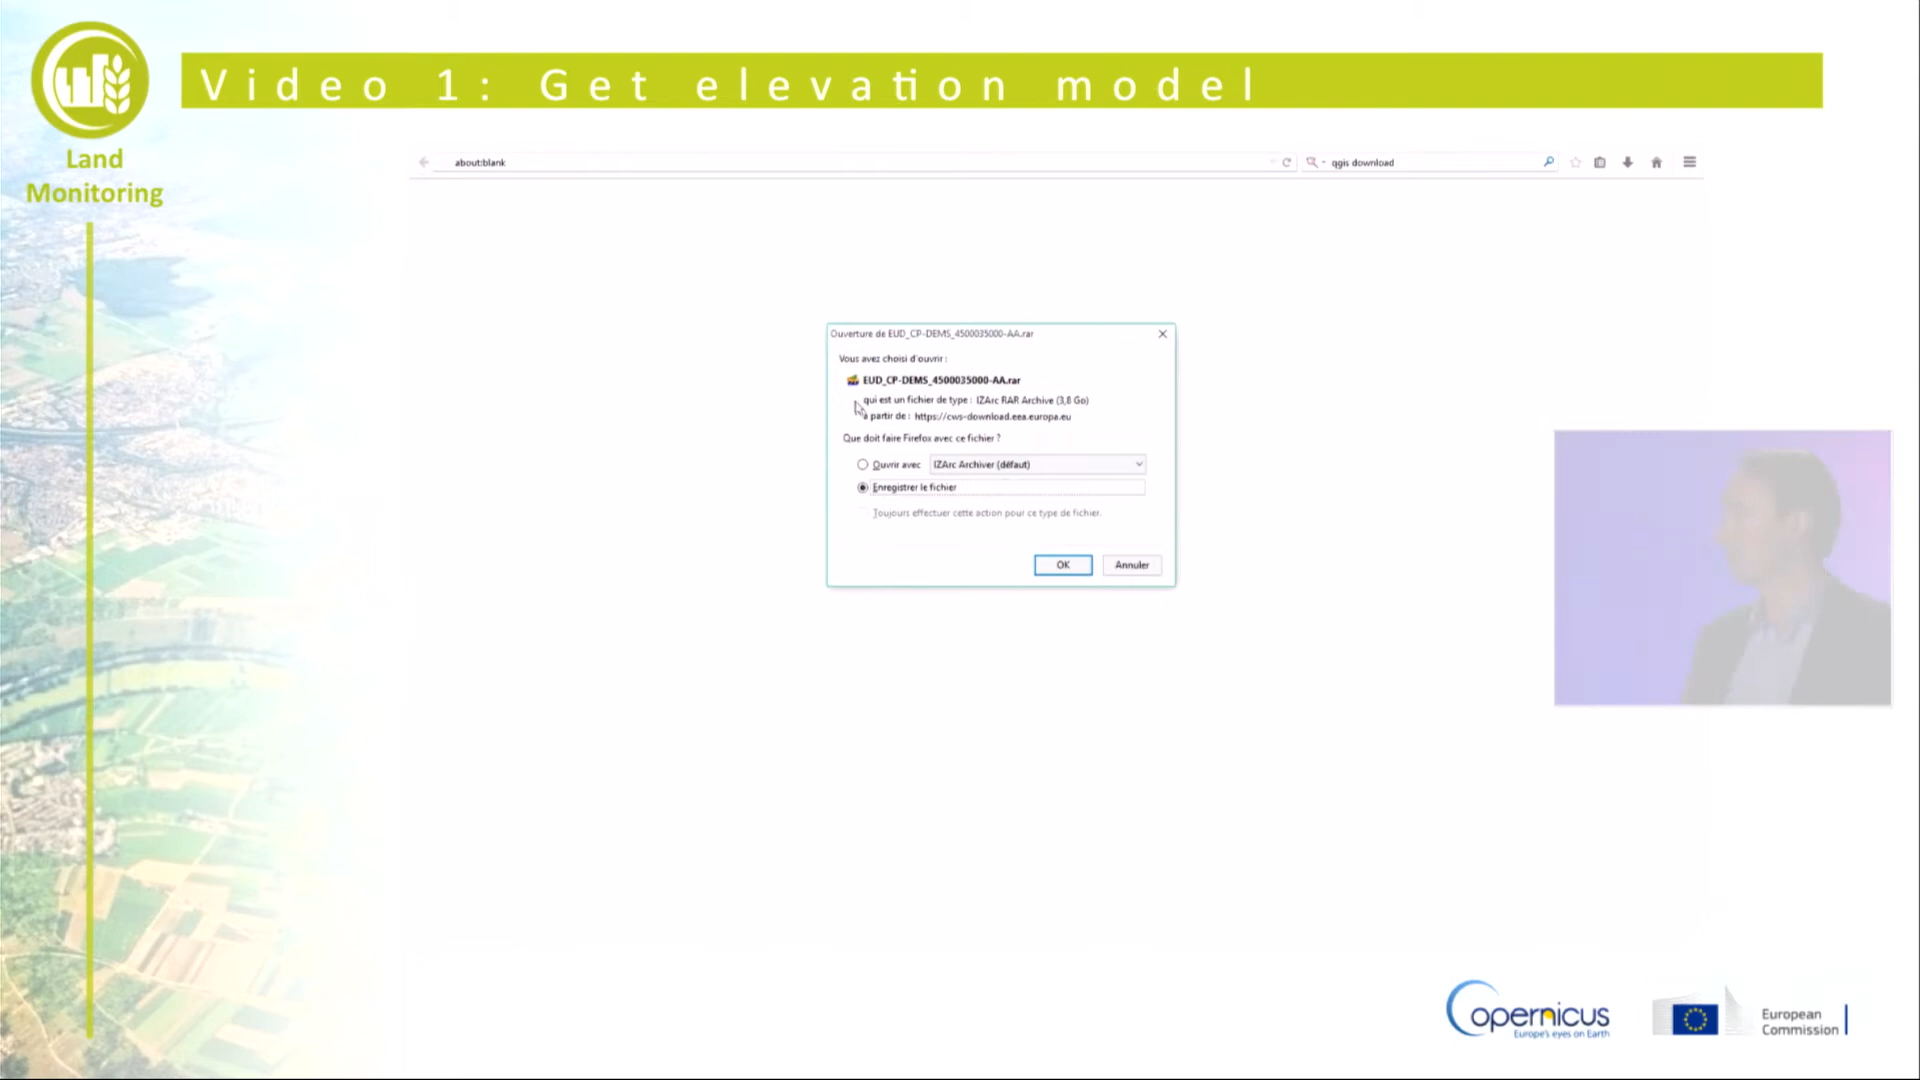 Video 1: Get elevation model
Land
Monitoring
about:blank
qgis download
Ouverture de EUD_CP-DEMS_4500035000-AA.rar
Vous avez choisi d'ouvrir :
EUD_CP-DEMS_4500035000-AA.rar
qui est un fichier de type : IZArc RAR Archive (3,8 Go)
à partir de : https://cws-download.eea.europa.eu
Que doit faire Firefox avec ce fichier ?
Ouvrir avec IZArc Archiver (défaut)
Enregistrer le fichier
Toujours effectuer cette action pour ce type de fichier.
OK Annuler
opernicus
Europe's eyes on Earth
European
Commission